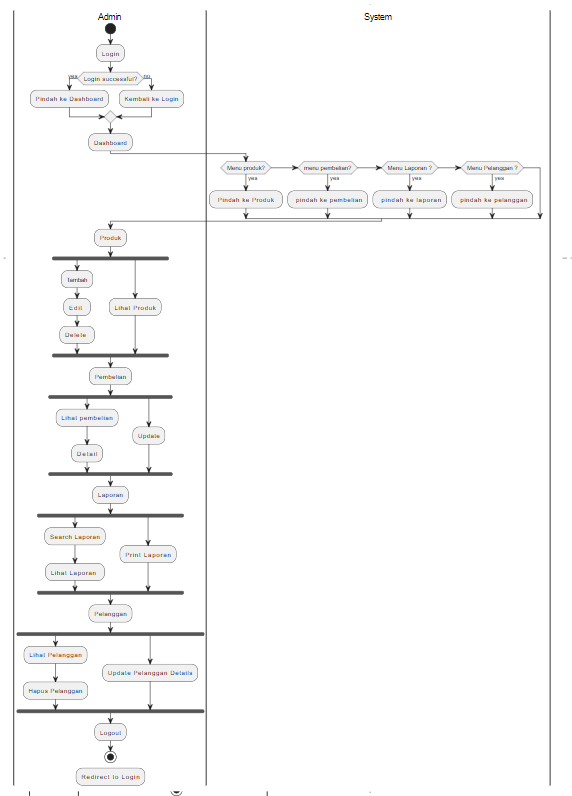 Admin
System
Login
Login successful?
yes
no
Pindah ke Dashboard
Kembali ke Login
Dashboard
Menu produk?
menu pembelian?
Menu Laporan ?
Menu Pelanggan ?
yes
yes
yes
yes
Pindah ke Produk
pindah ke pembelian
pindah ke laporen
pindah ke pelanggan
Produk
Tambah
Edit
Lihat Produk
Delete
Pembelian
Lihat pembelian
Update
Detail
Laporan
Search Laporan
Print Laporan
Lihat Laporan
Pelanggan
Lihat Pelanggan
Update Pelanggan Details
Hapus Pelanggan
Logout
Redirect to Login